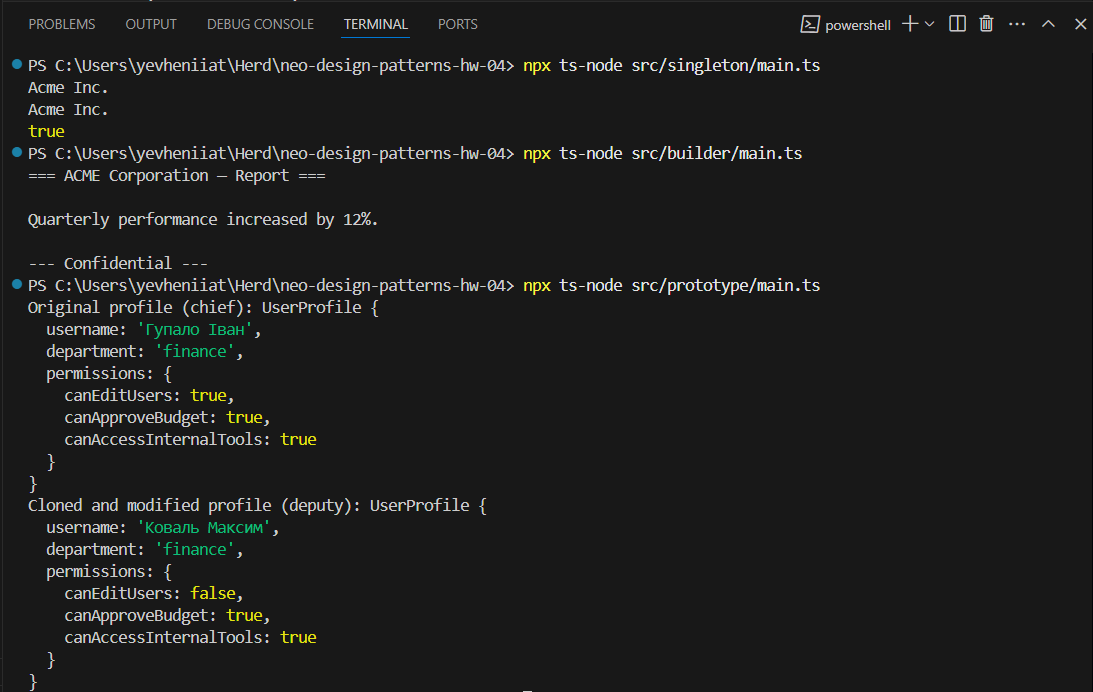 PROBLEMS OUTPUT DEBUG CONSOLE TERMINAL PORTS powershell
PS C:\Users\yevheniiat\Herd\neo-design-patterns-hw-04> npx ts-node src/singleton/main.ts
Acme Inc.
Acme Inc.
true
PS C:\Users\yevheniiat\Herd\neo-design-patterns-hw-04> npx ts-node src/builder/main.ts
=== ACME Corporation — Report ===
Quarterly performance increased by 12%.
--- Confidential ---
PS C:\Users\yevheniiat\Herd\neo-design-patterns-hw-04> npx ts-node src/prototype/main.ts
Original profile (chief): UserProfile {
  username: 'Гупало Іван',
  department: 'finance',
  permissions: {
    canEditUsers: true,
    canApproveBudget: true,
    canAccessInternalTools: true
  }
}
Cloned and modified profile (deputy): UserProfile {
  username: 'Коваль Максим',
  department: 'finance',
  permissions: {
    canEditUsers: false,
    canApproveBudget: true,
    canAccessInternalTools: true
  }
}